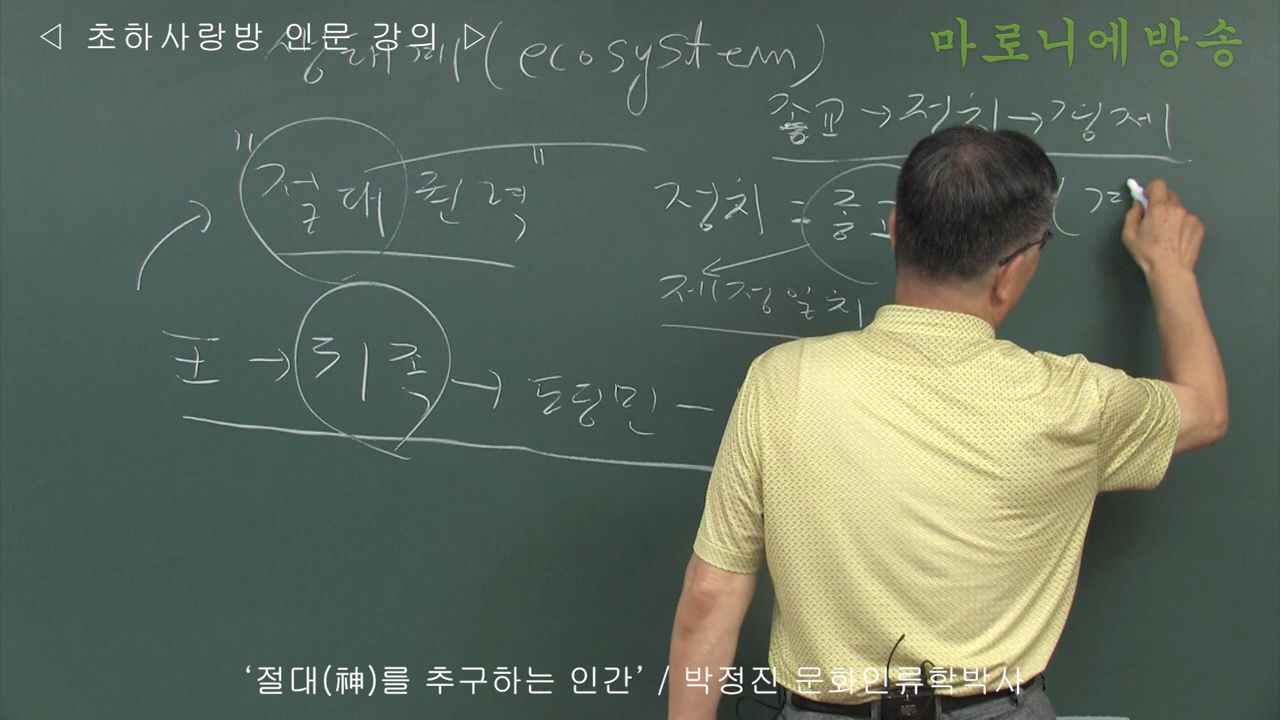 ◁ 초하사랑방 인문 강의 ▷
마로니에방송
생태계(ecosystem)
종교→정치→경제
"절대권력"
정치 = 종교
제정일치
표→귀족→토덩민
‘절대(神)를 추구하는 인간’ / 박정진 문화인류학박사